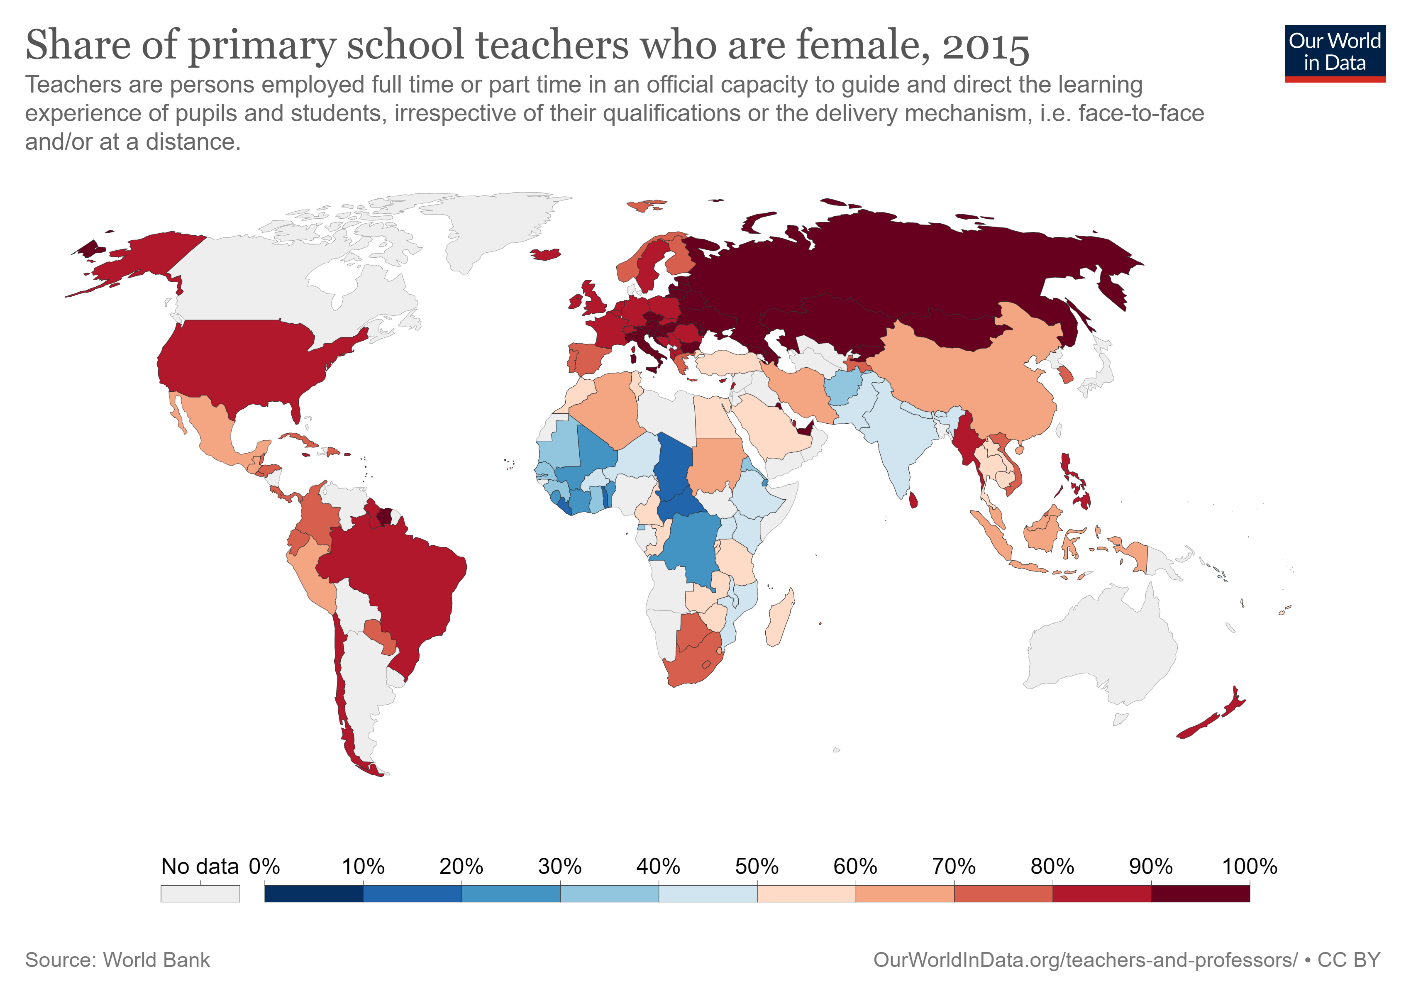 Share of primary school teachers who are female, 2015
Our World
in Data
Teachers are persons employed full time or part time in an official capacity to guide and direct the learning
experience of pupils and students, irrespective of their qualifications or the delivery mechanism, i.e. face-to-face
and/or at a distance.
No data 0% 10% 20% 30% 40% 50% 60% 70% 80% 90% 100%
Source: World Bank
OurWorldInData.org/teachers-and-professors/ • CC BY